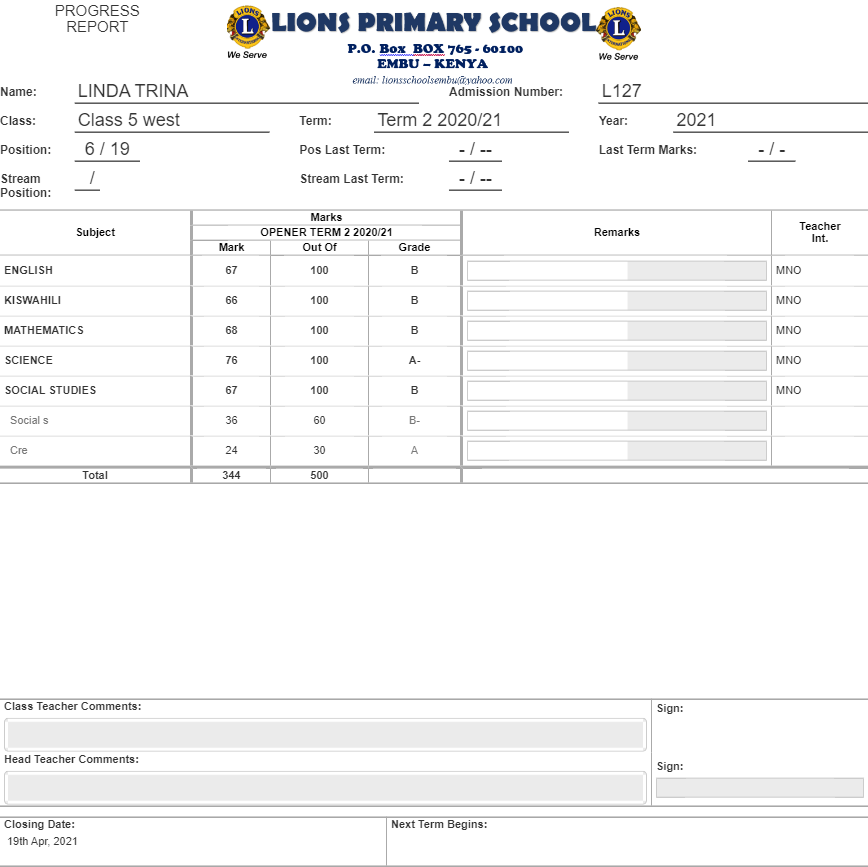 PROGRESS
REPORT
LIONS
L
We Serve
LIONS PRIMARY SCHOOL
LIONS
L
We Serve
P.O. Box BOX 765 - 60100
EMBU – KENYA
email: lionsschoolsembu@yahoo.com
Name: LINDA TRINA Admission Number: L127
Class: Class 5 west Term: Term 2 2020/21 Year: 2021
Position: 6 / 19 Pos Last Term: - / -- Last Term Marks: - / -
Stream Position: / Stream Last Term: - / --
Subject Marks Remarks Teacher Int.
OPENER TERM 2 2020/21
Mark Out Of Grade
ENGLISH 67 100 B MNO
KISWAHILI 66 100 B MNO
MATHEMATICS 68 100 B MNO
SCIENCE 76 100 A- MNO
SOCIAL STUDIES 67 100 B MNO
Social s 36 60 B-
Cre 24 30 A
Total 344 500
Class Teacher Comments: Sign:
Head Teacher Comments: Sign:
Closing Date: Next Term Begins:
19th Apr, 2021